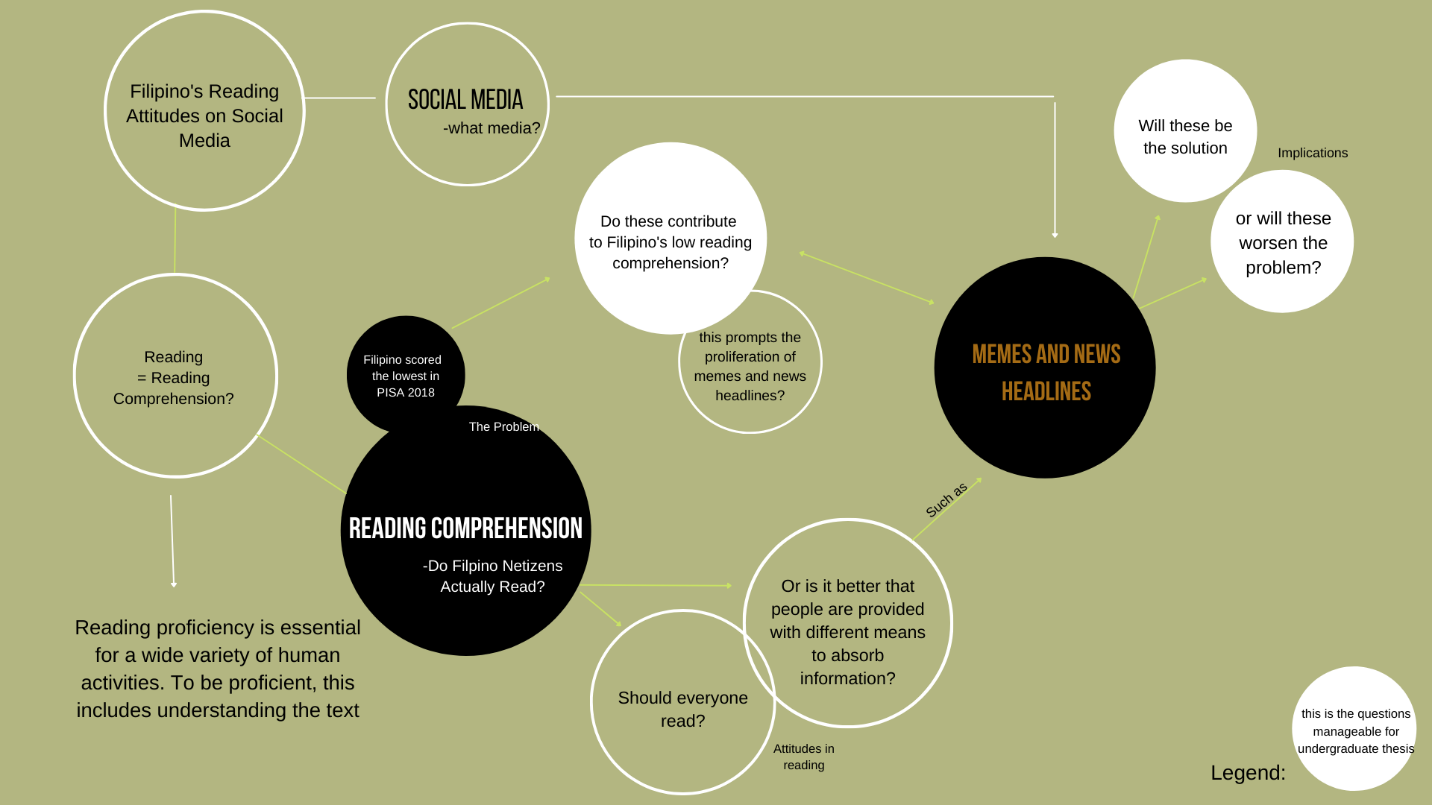 Filipino's Reading
Attitudes on Social
Media
SOCIAL MEDIA
-what media?
Will these be
the solution
Implications
or will these
worsen the
problem?
Do these contribute
to Filipino's low reading
comprehension?
this prompts the
proliferation of
memes and news
headlines?
MEMES AND NEWS
HEADLINES
Reading
= Reading
Comprehension?
Filipino scored
the lowest in
PISA 2018
The Problem
READING COMPREHENSION
-Do Filpino Netizens
Actually Read?
Such as
Or is it better that
people are provided
with different means
to absorb
information?
Should everyone
read?
Attitudes in
reading
Reading proficiency is essential
for a wide variety of human
activities. To be proficient, this
includes understanding the text
Legend:
this is the questions
manageable for
undergraduate thesis